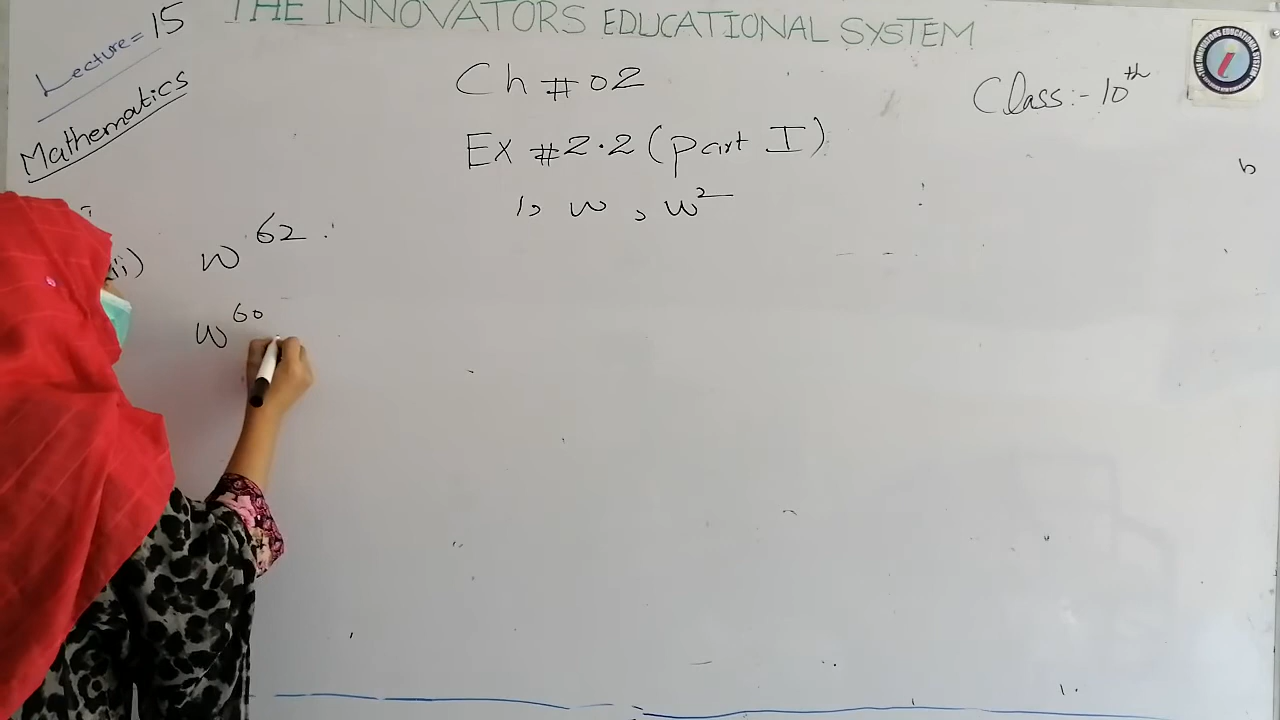 THE INNOVATORS EDUCATIONAL SYSTEM
Lecture = 15
Mathematics
Class:- 10th
Ch # 02
Ex # 2.2 (part I)
1, w, w²
w⁶²
w⁶⁰
b